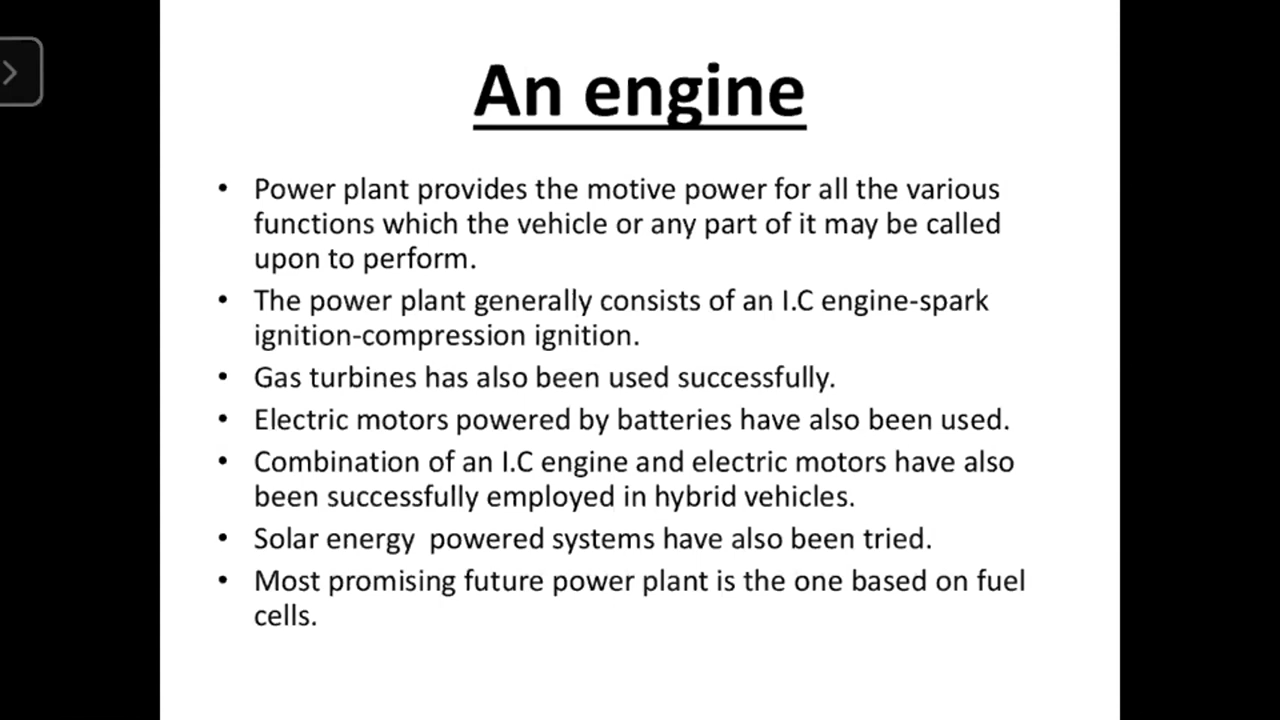 An engine
• Power plant provides the motive power for all the various
functions which the vehicle or any part of it may be called
upon to perform.
• The power plant generally consists of an I.C engine-spark
ignition-compression ignition.
• Gas turbines has also been used successfully.
• Electric motors powered by batteries have also been used.
• Combination of an I.C engine and electric motors have also
been successfully employed in hybrid vehicles.
• Solar energy  powered systems have also been tried.
• Most promising future power plant is the one based on fuel
cells.